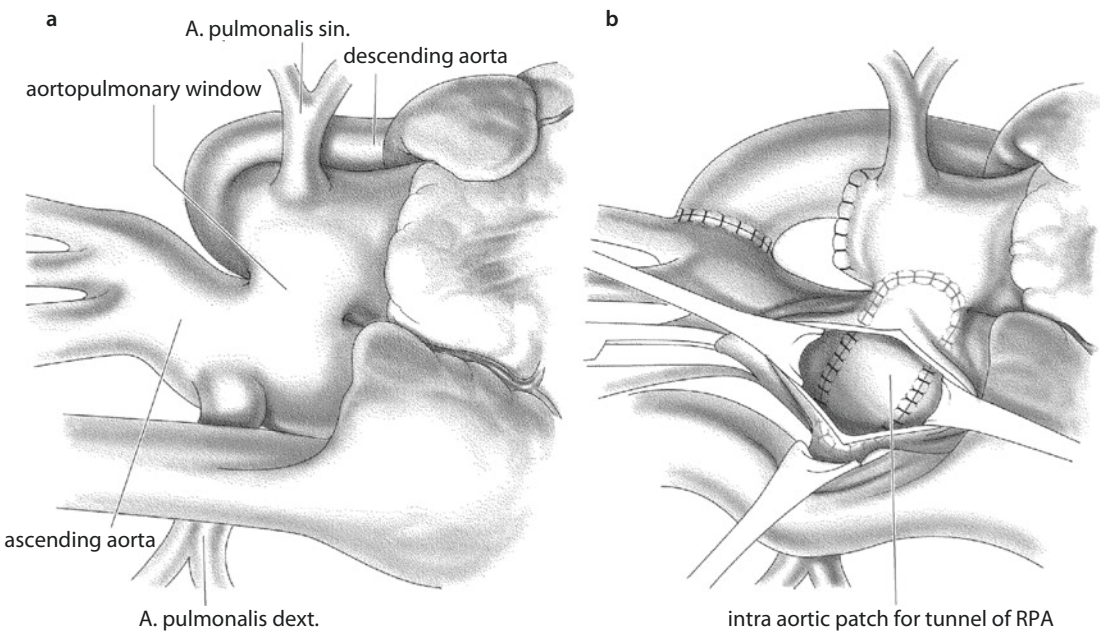 a
A. pulmonalis sin.
descending aorta
aortopulmonary window
ascending aorta
A. pulmonalis dext.
b
intra aortic patch for tunnel of RPA